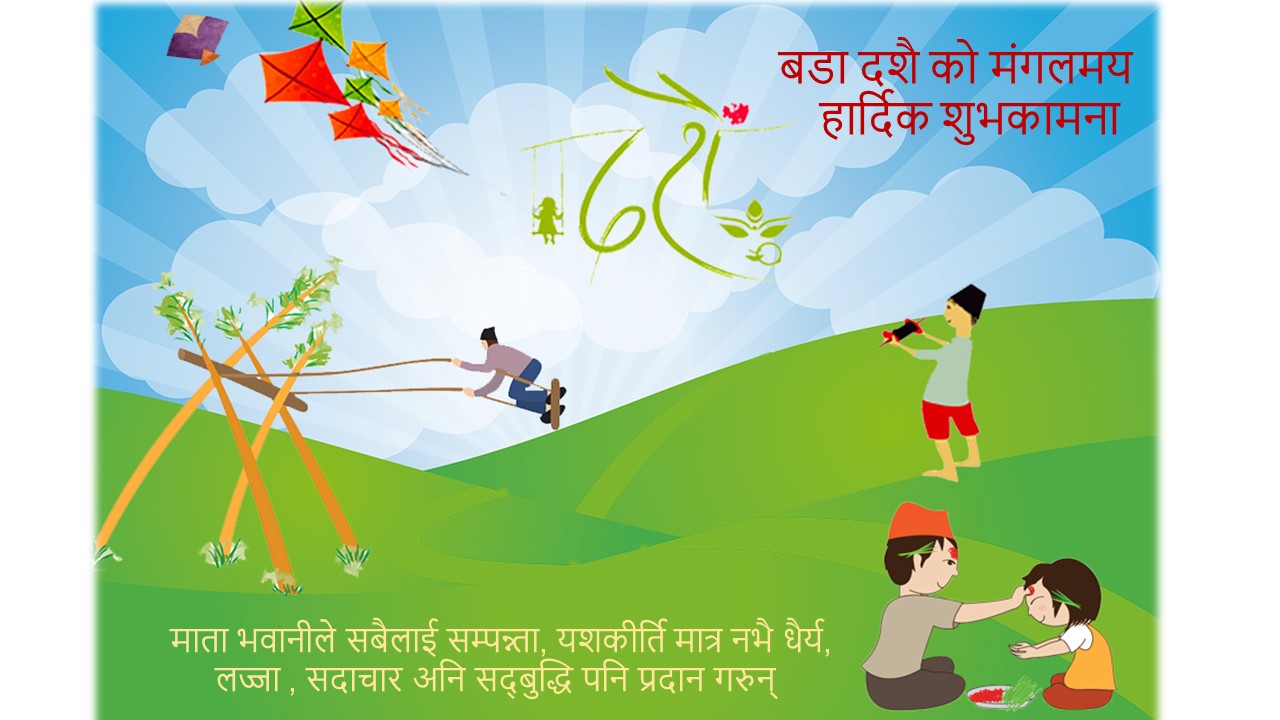 बडा दशै को मंगलमय
हार्दिक शुभकामना
दशैं
माता भवानीले सबैलाई सम्पन्नता, यशकीर्ति मात्र नभै धैर्य,
लज्जा , सदाचार अनि सद्‌बुद्धि पनि प्रदान गरुन्